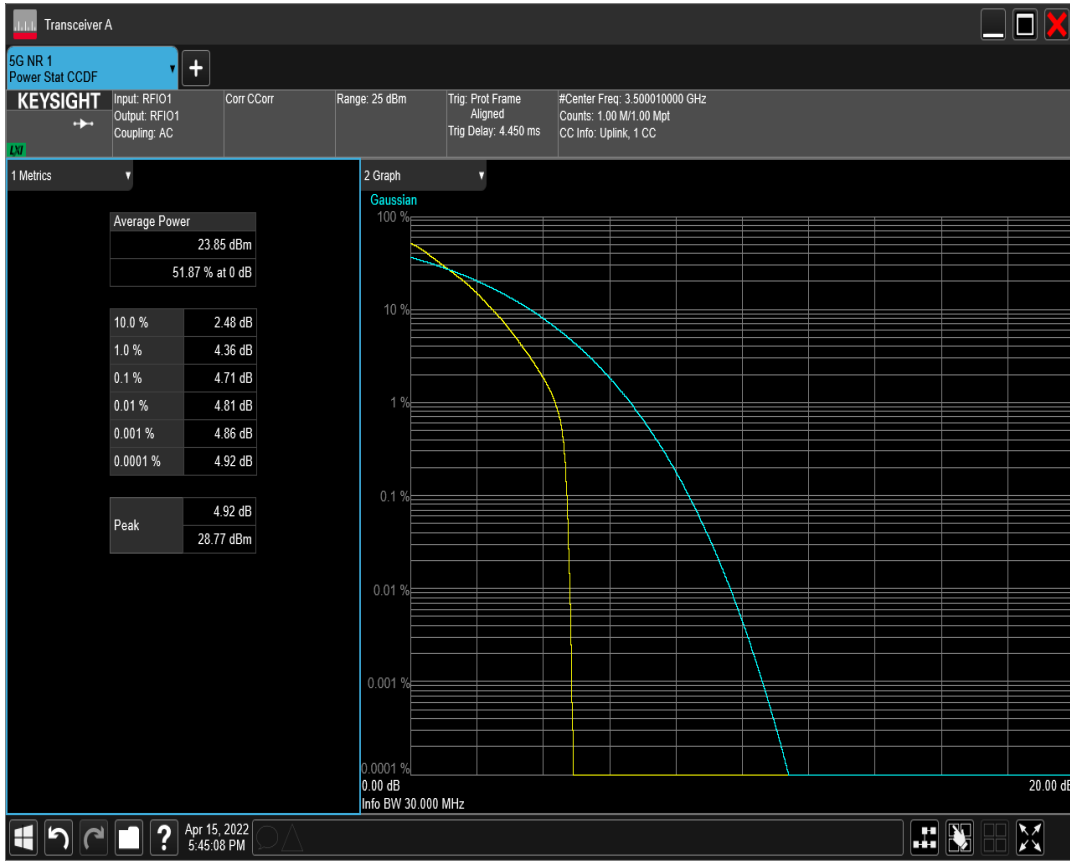 Transceiver A
5G NR 1
Power Stat CCDF
+
KEYSIGHT
LXI
Input: RFIO1
Output: RFIO1
Coupling: AC
Corr CCorr
Range: 25 dBm
Trig: Prot Frame
Aligned
Trig Delay: 4.450 ms
#Center Freq: 3.500010000 GHz
Counts: 1.00 M/1.00 Mpt
CC Info: Uplink, 1 CC
1 Metrics
Average Power
23.85 dBm
51.87 % at 0 dB
10.0 % 2.48 dB
1.0 % 4.36 dB
0.1 % 4.71 dB
0.01 % 4.81 dB
0.001 % 4.86 dB
0.0001 % 4.92 dB
Peak
4.92 dB
28.77 dBm
2 Graph
Gaussian
100 %
10 %
1 %
0.1 %
0.01 %
0.001 %
0.0001 %
0.00 dB 20.00 dB
Info BW 30.000 MHz
?
Apr 15, 2022
5:45:08 PM